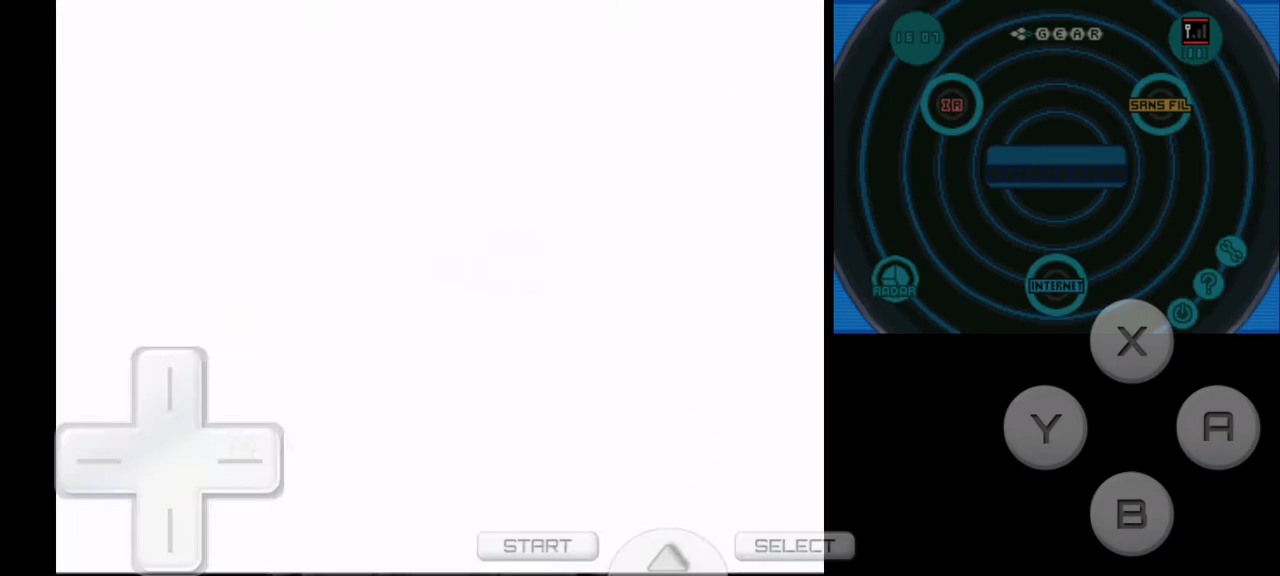 16 07
GEAR
IR
SANS FIL
RADAR
INTERNET
?
X
Y
A
B
START
SELECT